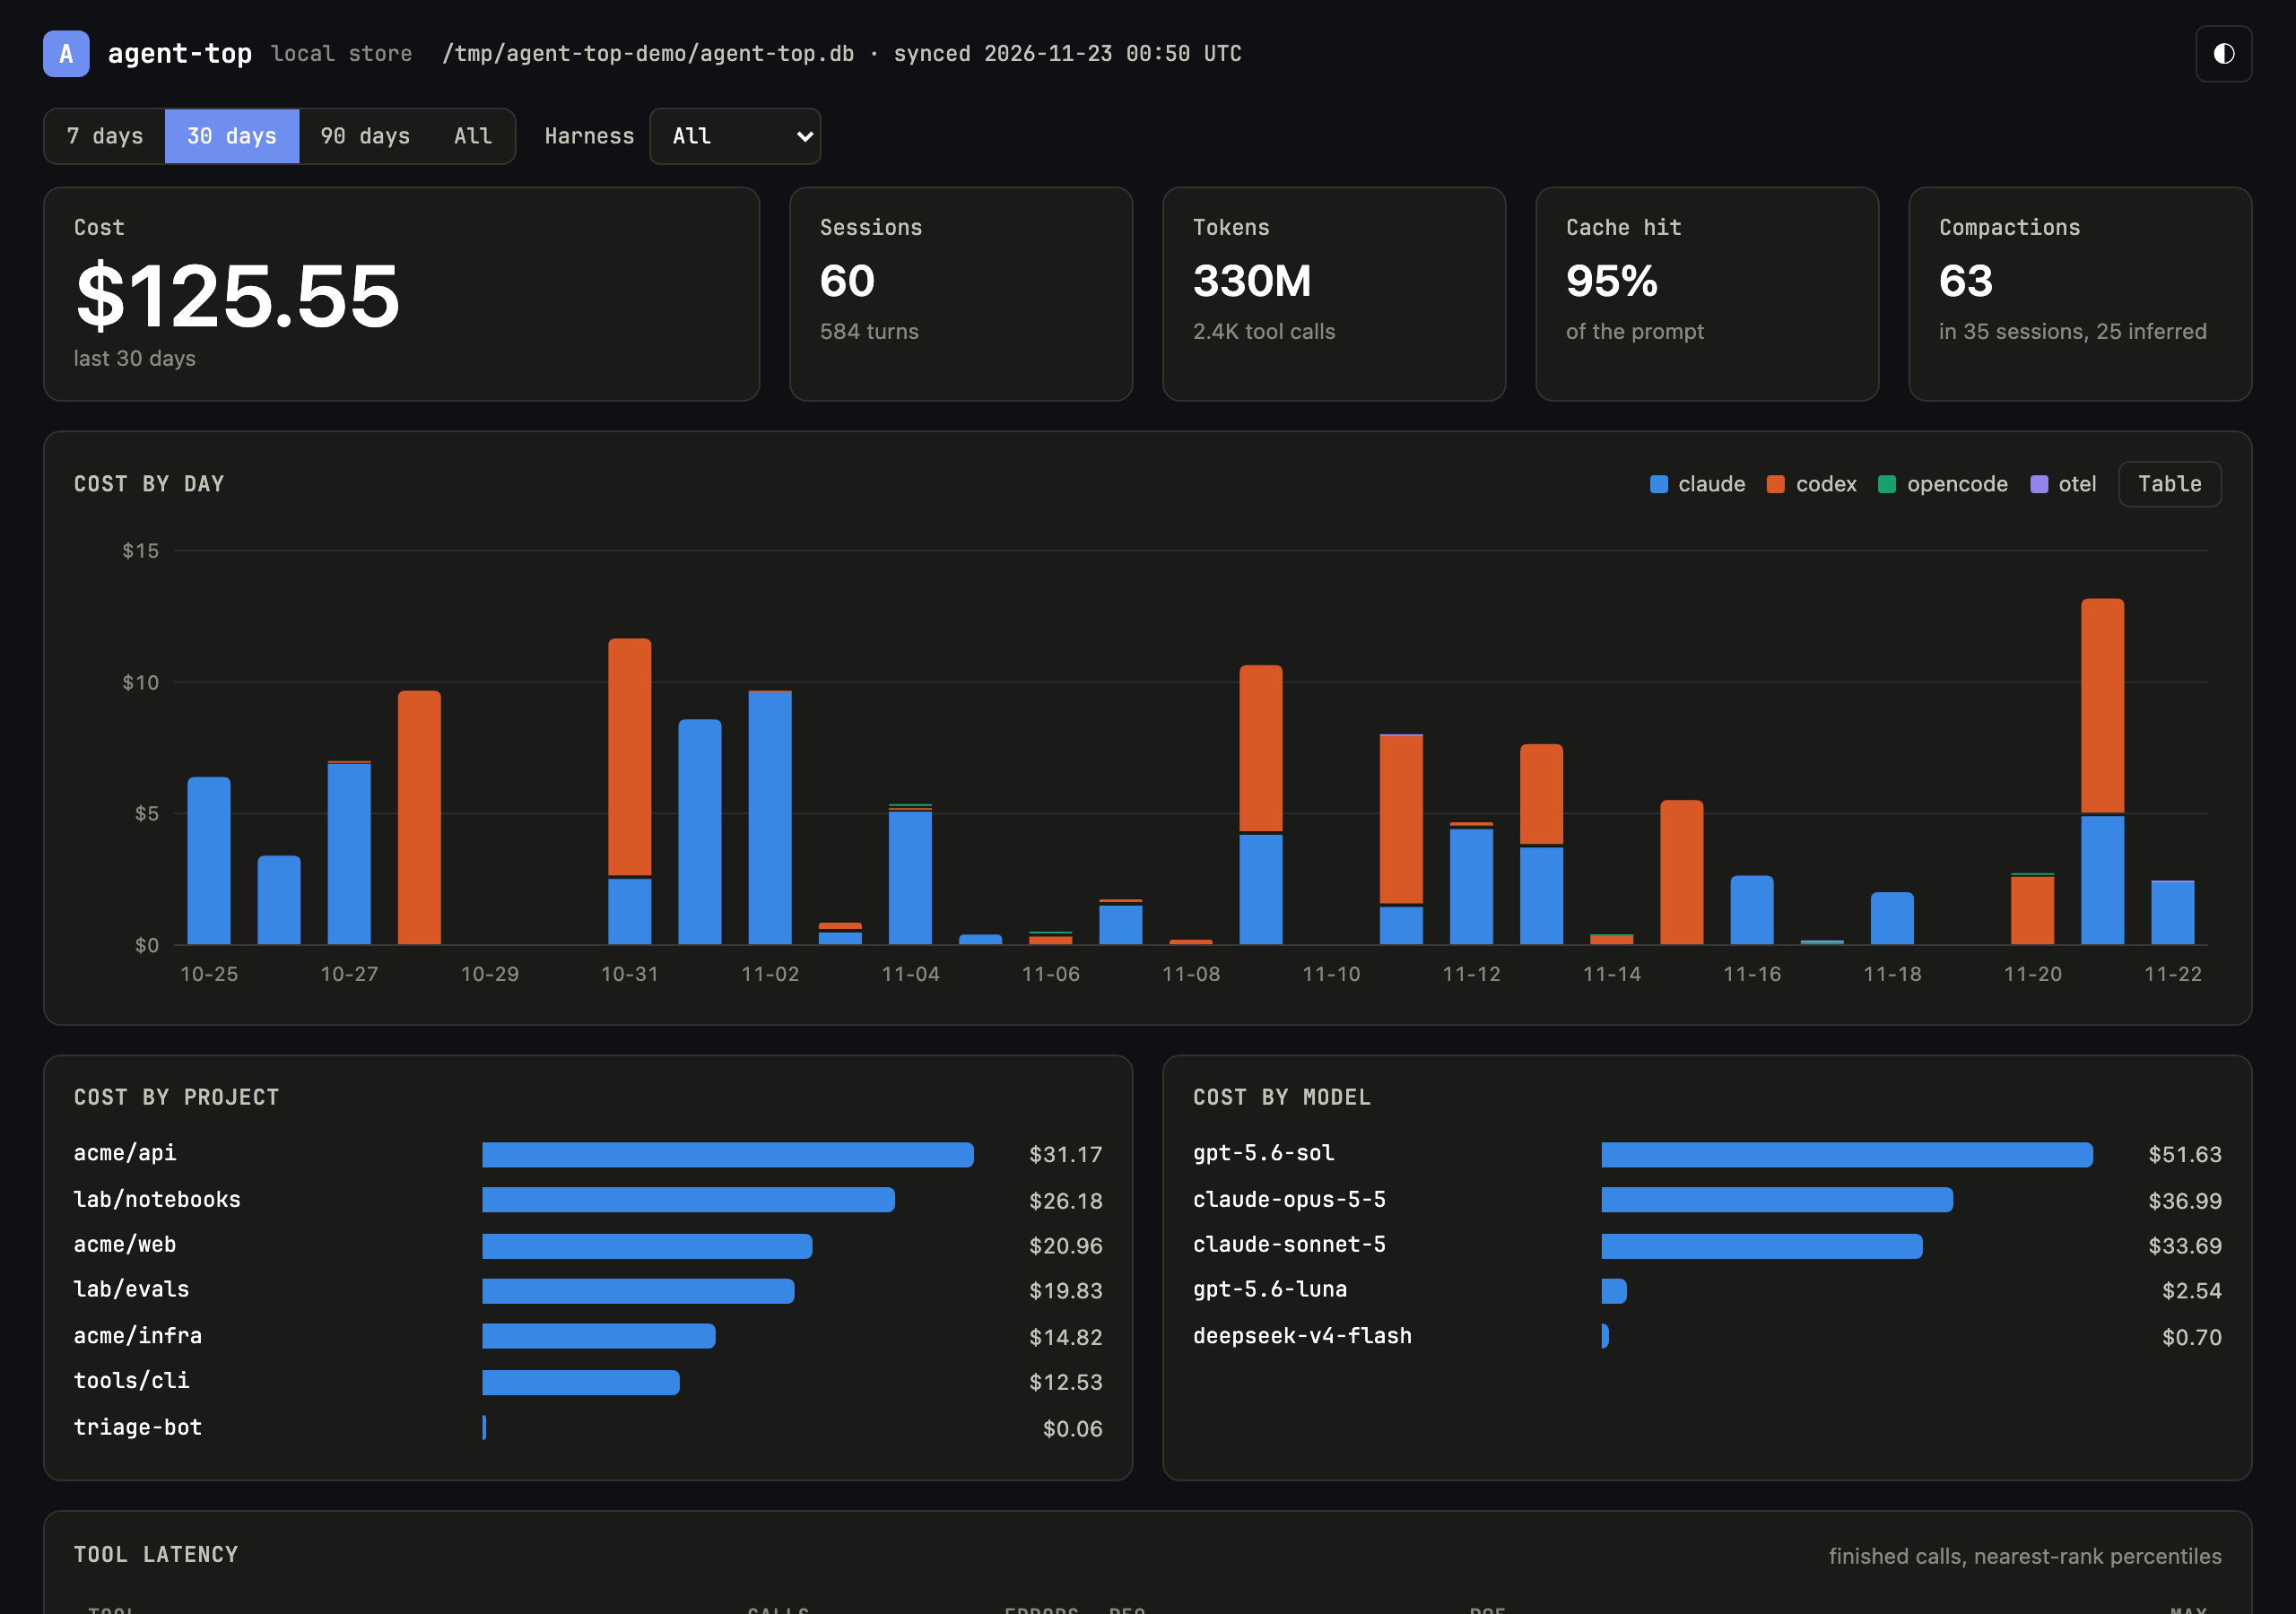 A agent-top local store /tmp/agent-top-demo/agent-top.db · synced 2026-11-23 00:50 UTC
7 days 30 days 90 days All Harness All
Cost
$125.55
last 30 days
Sessions
60
584 turns
Tokens
330M
2.4K tool calls
Cache hit
95%
of the prompt
Compactions
63
in 35 sessions, 25 inferred
COST BY DAY
claude codex opencode otel Table
$15
$10
$5
$0
10-25 10-27 10-29 10-31 11-02 11-04 11-06 11-08 11-10 11-12 11-14 11-16 11-18 11-20 11-22
COST BY PROJECT
acme/api $31.17
lab/notebooks $26.18
acme/web $20.96
lab/evals $19.83
acme/infra $14.82
tools/cli $12.53
triage-bot $0.06
COST BY MODEL
gpt-5.6-sol $51.63
claude-opus-5-5 $36.99
claude-sonnet-5 $33.69
gpt-5.6-luna $2.54
deepseek-v4-flash $0.70
TOOL LATENCY
finished calls, nearest-rank percentiles
TOOL CALLS ERRORS MAX